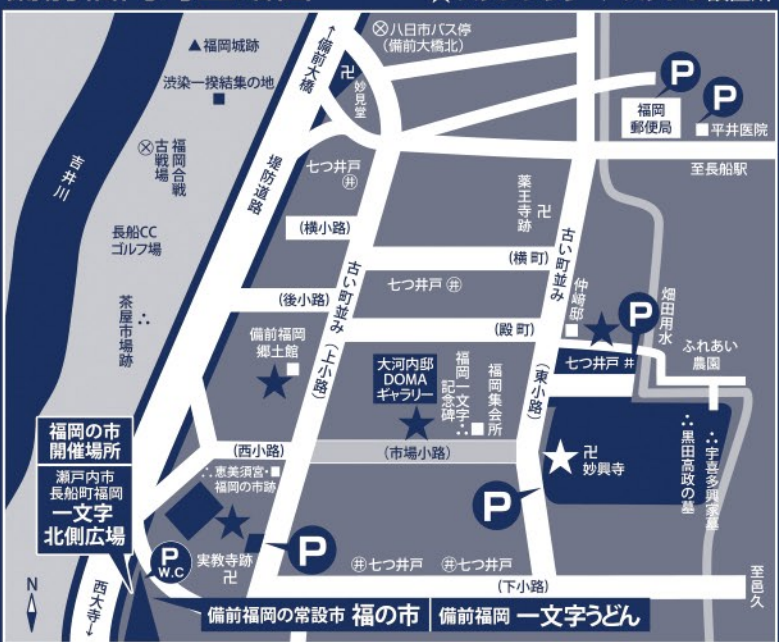 ↑備前大橋
八日市バス停
(備前大橋北)
▲福岡城跡
渋染一揆結集の地
卍妙見堂
P
福岡
郵便局
P
平井医院
至長船駅
福岡合戦
古戦場
吉井川
堤防道路
七つ井戸
井
薬王寺跡 卍
長船CC
ゴルフ場
(横小路)
古い町並み
(横町)
古い町並み
七つ井戸 井
仲﨑邸
P
畑田用水
(後小路)
(殿町)
茶屋市場跡
備前福岡
郷土館
(上小路)
大河内邸
DOMA
ギャラリー
福岡一文字
記念碑
福岡集会所
(東小路)
七つ井戸 井
ふれあい
農園
福岡の市
開催場所
瀬戸内市
長船町福岡
一文字
北側広場
(西小路)
(市場小路)
卍
妙興寺
黒田高政の墓
宇喜多興家墓
恵美須宮・
福岡の市跡
P
P
W.C
実教寺跡
卍
P
井七つ井戸
井七つ井戸
(下小路)
至邑久
N
西大寺→
備前福岡の常設市 福の市
備前福岡 一文字うどん